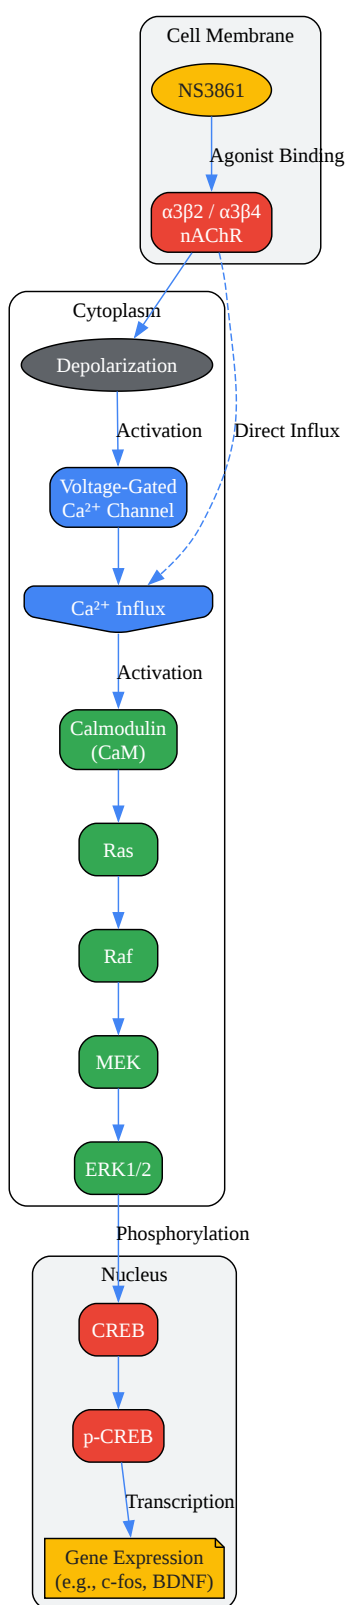 Cell Membrane
NS3861
Agonist Binding
α3β2 / α3β4
nAChR
Cytoplasm
Depolarization
Activation
Direct Influx
Voltage-Gated
Ca²⁺ Channel
Ca²⁺ Influx
Activation
Calmodulin
(CaM)
Ras
Raf
MEK
ERK1/2
Phosphorylation
Nucleus
CREB
p-CREB
Transcription
Gene Expression
(e.g., c-fos, BDNF)